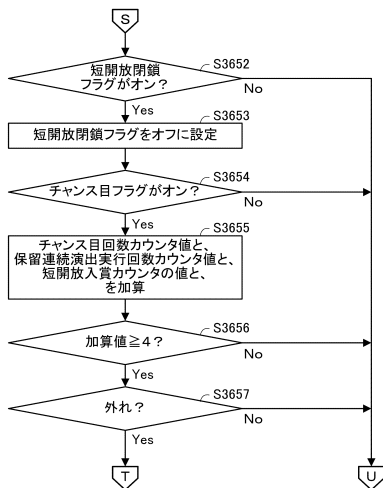 S
短開放閉鎖
フラグがオン？
S3652
No
Yes
S3653
短開放閉鎖フラグをオフに設定
S3654
チャンス目フラグがオン？
No
Yes
S3655
チャンス目回数カウンタ値と、
保留連続演出実行回数カウンタ値と、
短開放入賞カウンタの値と、
を加算
S3656
加算値≧4？
No
Yes
S3657
外れ？
No
Yes
T
U